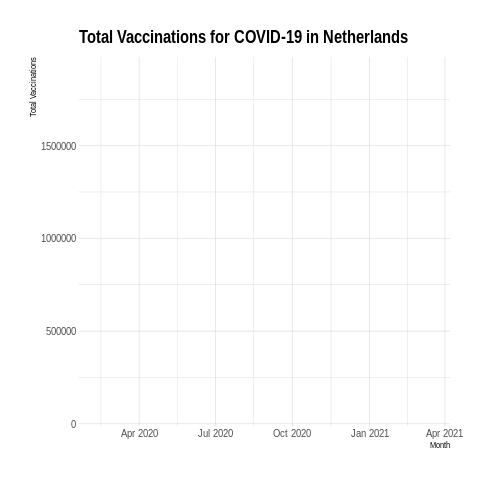 Total Vaccinations for COVID-19 in Netherlands
Total Vaccinations
1500000
1000000
500000
0
Apr 2020 Jul 2020 Oct 2020 Jan 2021 Apr 2021
Month